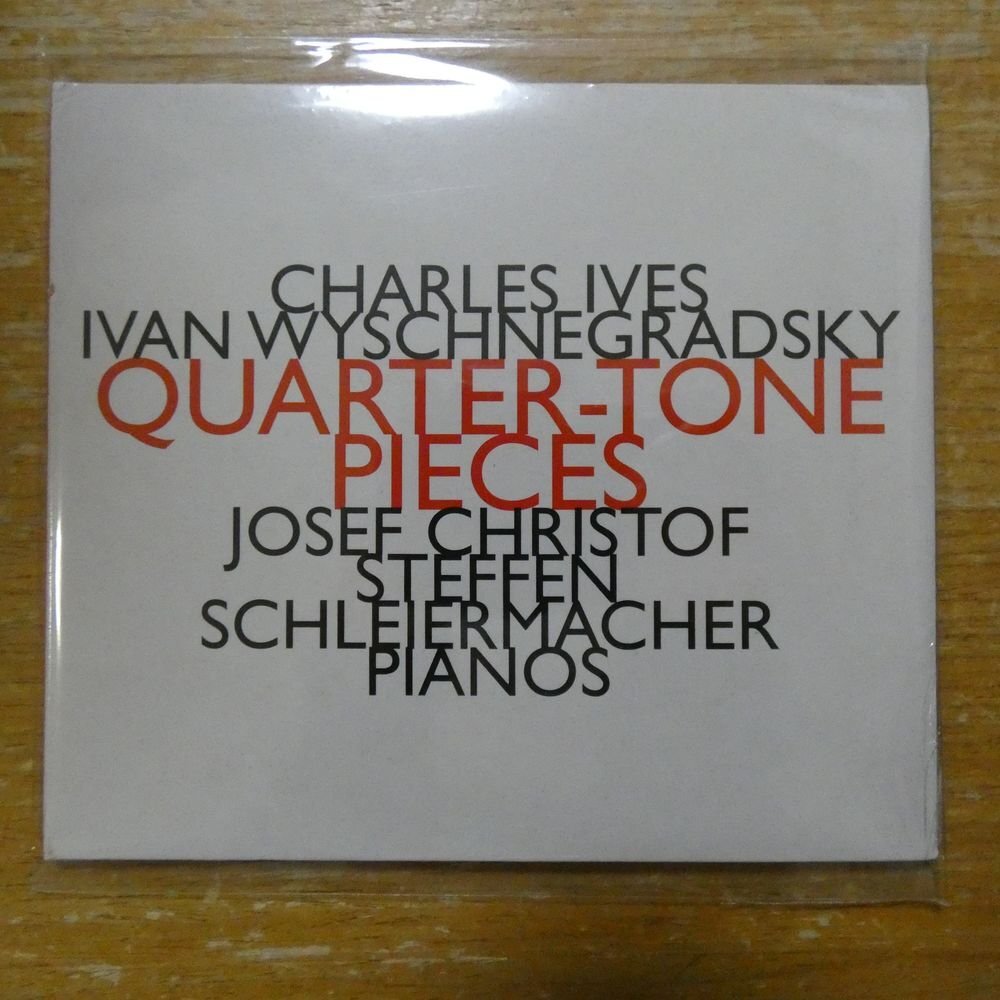 CHARLES IVES
IVAN WYSCHNEGRADSKY
QUARTER-TONE
PIECES
JOSEF CHRISTOF
STEFFEN
SCHLEIERMACHER
PIANOS